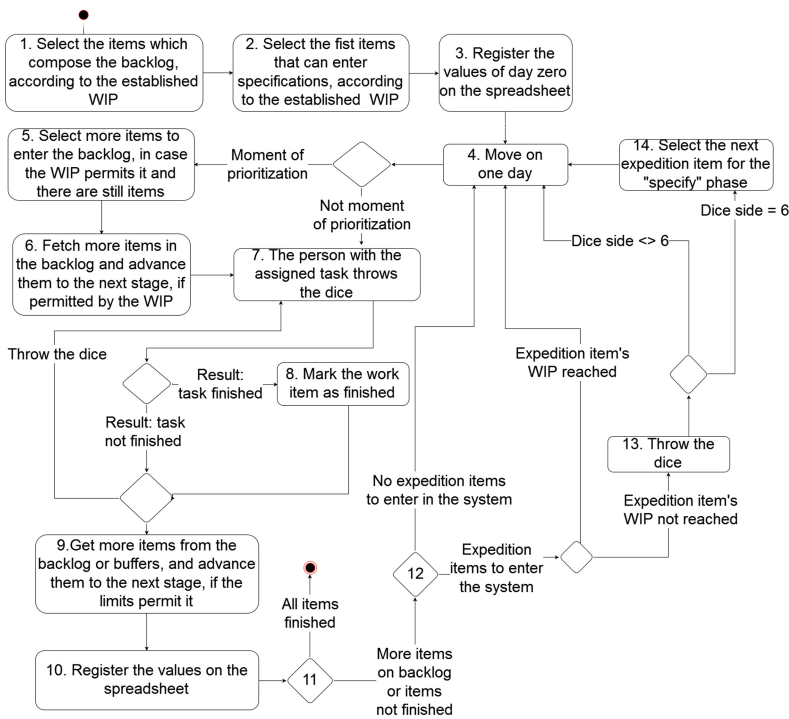 1. Select the items which
compose the backlog,
according to the established
WIP
2. Select the fist items
that can enter
specifications, according
to the established WIP
3. Register the
values of day zero
on the spreadsheet
5. Select more items to
enter the backlog, in case
the WIP permits it and
there are still items
Moment of
prioritization
4. Move on
one day
14. Select the next
expedition item for the
"specify" phase
Not moment
of prioritization
Dice side = 6
Dice side <> 6
6. Fetch more items in
the backlog and advance
them to the next stage, if
permitted by the WIP
7. The person with the
assigned task throws
the dice
Throw the dice
Result:
task finished
8. Mark the work
item as finished
Expedition item's
WIP reached
Result: task
not finished
13. Throw the
dice
No expedition items
to enter in the system
Expedition item's
WIP not reached
9.Get more items from the
backlog or buffers, and advance
them to the next stage, if the
limits permit it
12
Expedition
items to enter
the system
All items
finished
10. Register the values on the
spreadsheet
11
More items
on backlog
or items
not finished